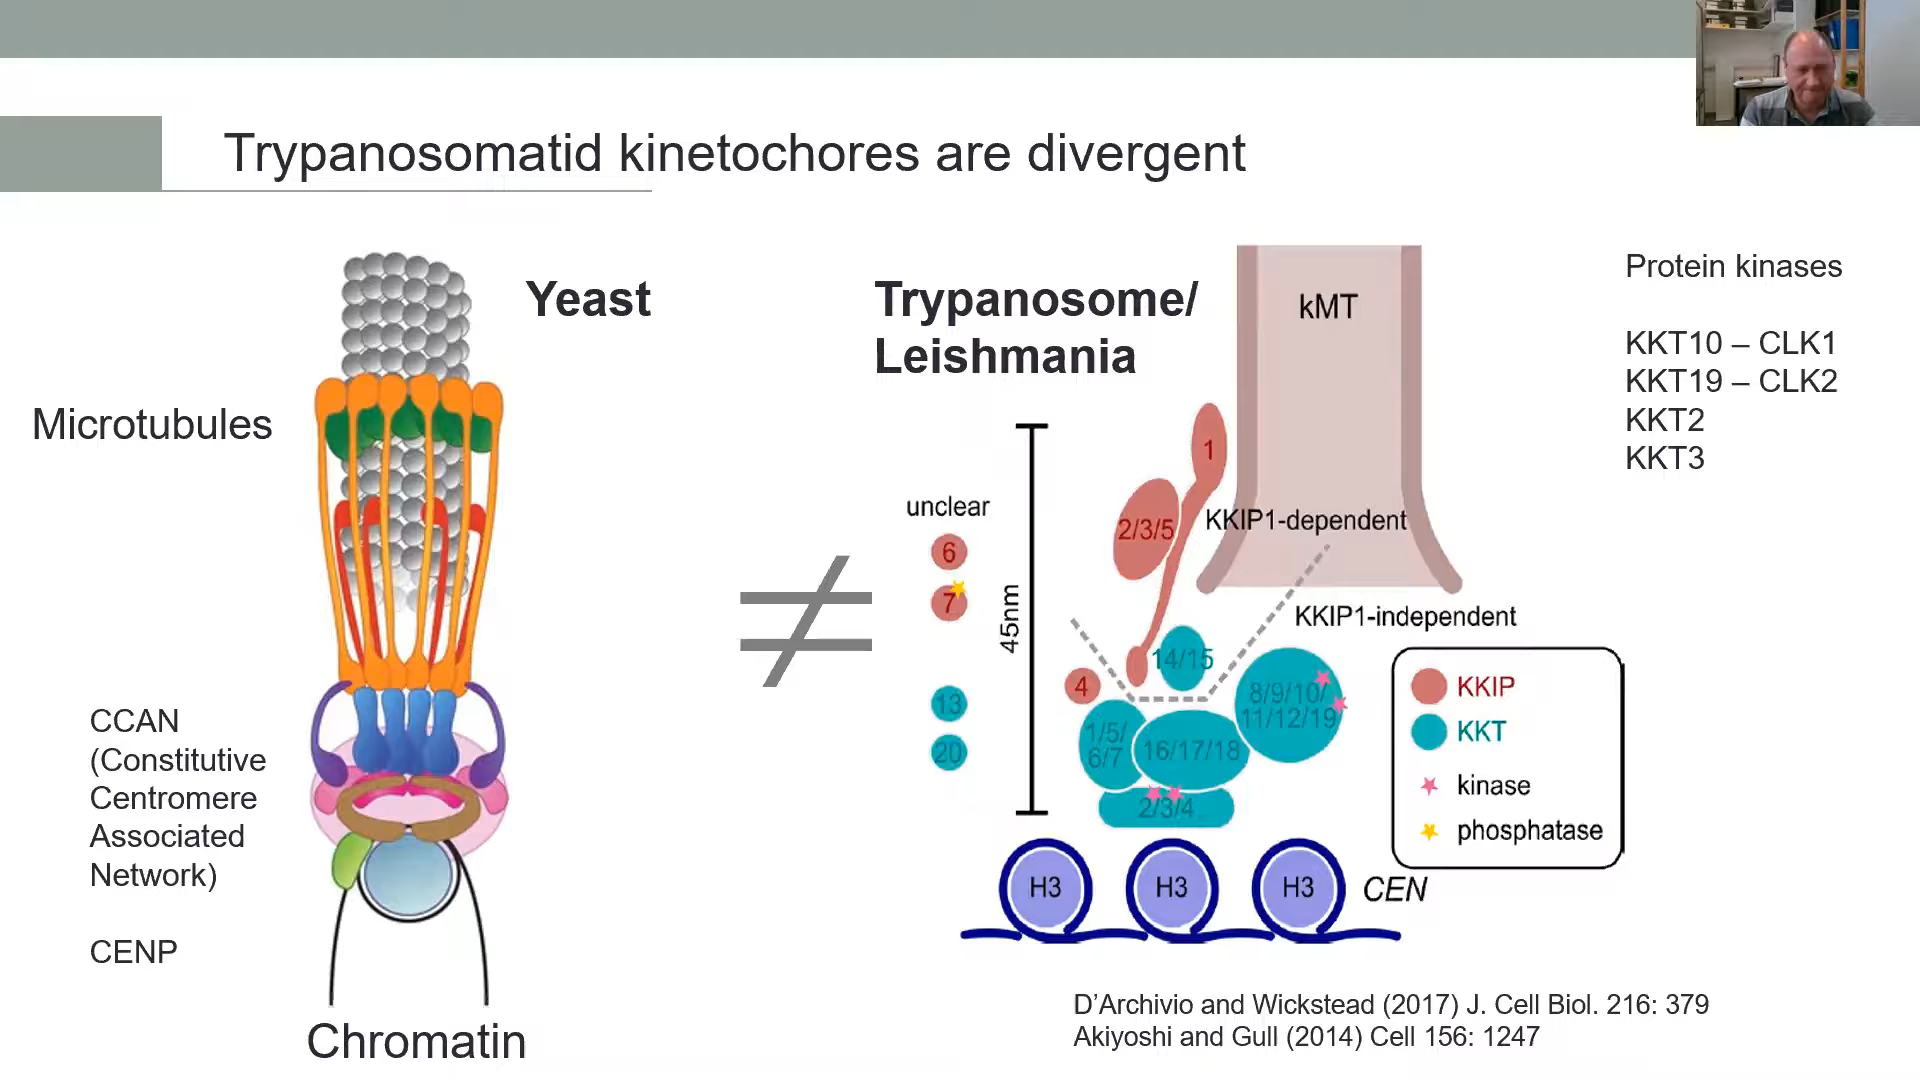 Trypanosomatid kinetochores are divergent
Yeast
Microtubules
CCAN
(Constitutive
Centromere
Associated
Network)
CENP
Chromatin
≠
Trypanosome/
Leishmania
kMT
unclear
6
7
13
20
45nm
1
2/3/5
KKIP1-dependent
KKIP1-independent
14/15
4
8/9/10/
11/12/19
1/5/
6/7
16/17/18
2/3/4
H3
H3
H3
CEN
KKIP
KKT
kinase
phosphatase
Protein kinases
KKT10 – CLK1
KKT19 – CLK2
KKT2
KKT3
D’Archivio and Wickstead (2017) J. Cell Biol. 216: 379
Akiyoshi and Gull (2014) Cell 156: 1247